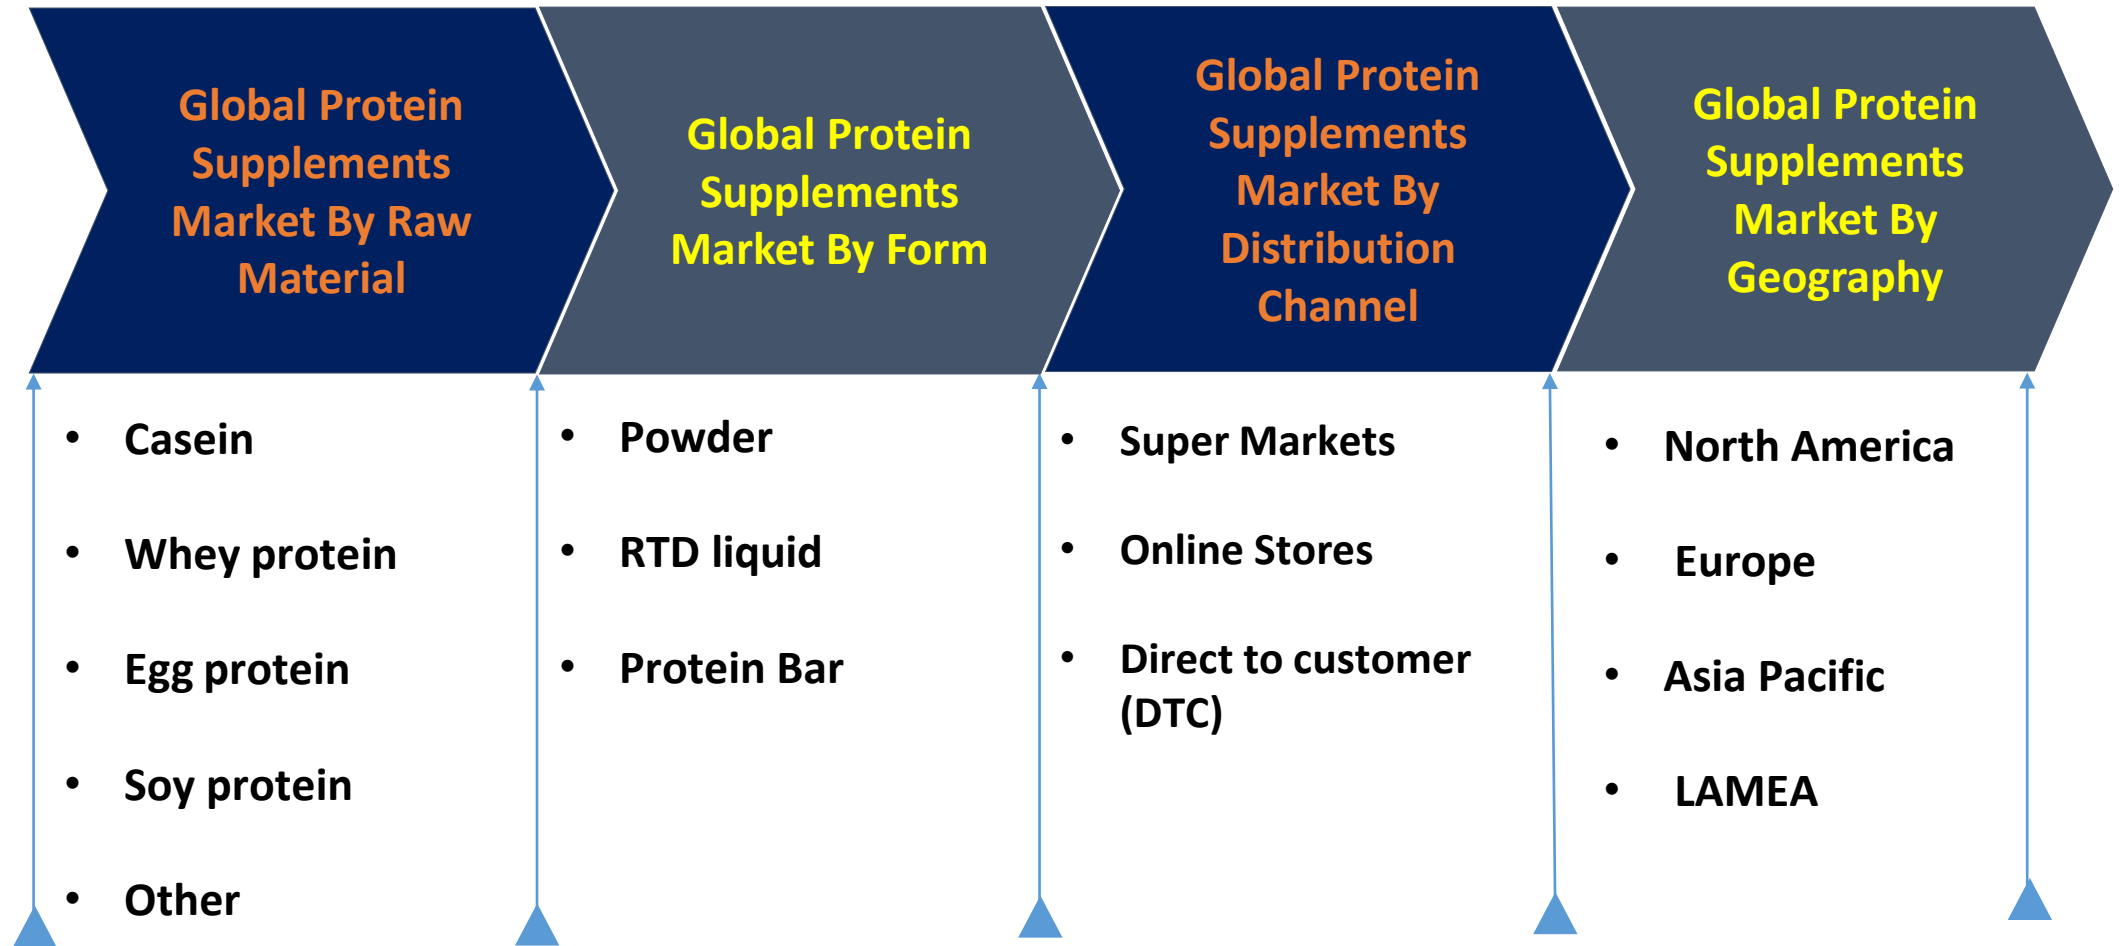 Global Protein
Supplements
Market By Raw
Material
Global Protein
Supplements
Market By Form
Global Protein
Supplements
Market By
Distribution
Channel
Global Protein
Supplements
Market By
Geography
• Casein
• Whey protein
• Egg protein
• Soy protein
• Other
• Powder
• RTD liquid
• Protein Bar
• Super Markets
• Online Stores
• Direct to customer
(DTC)
• North America
• Europe
• Asia Pacific
• LAMEA